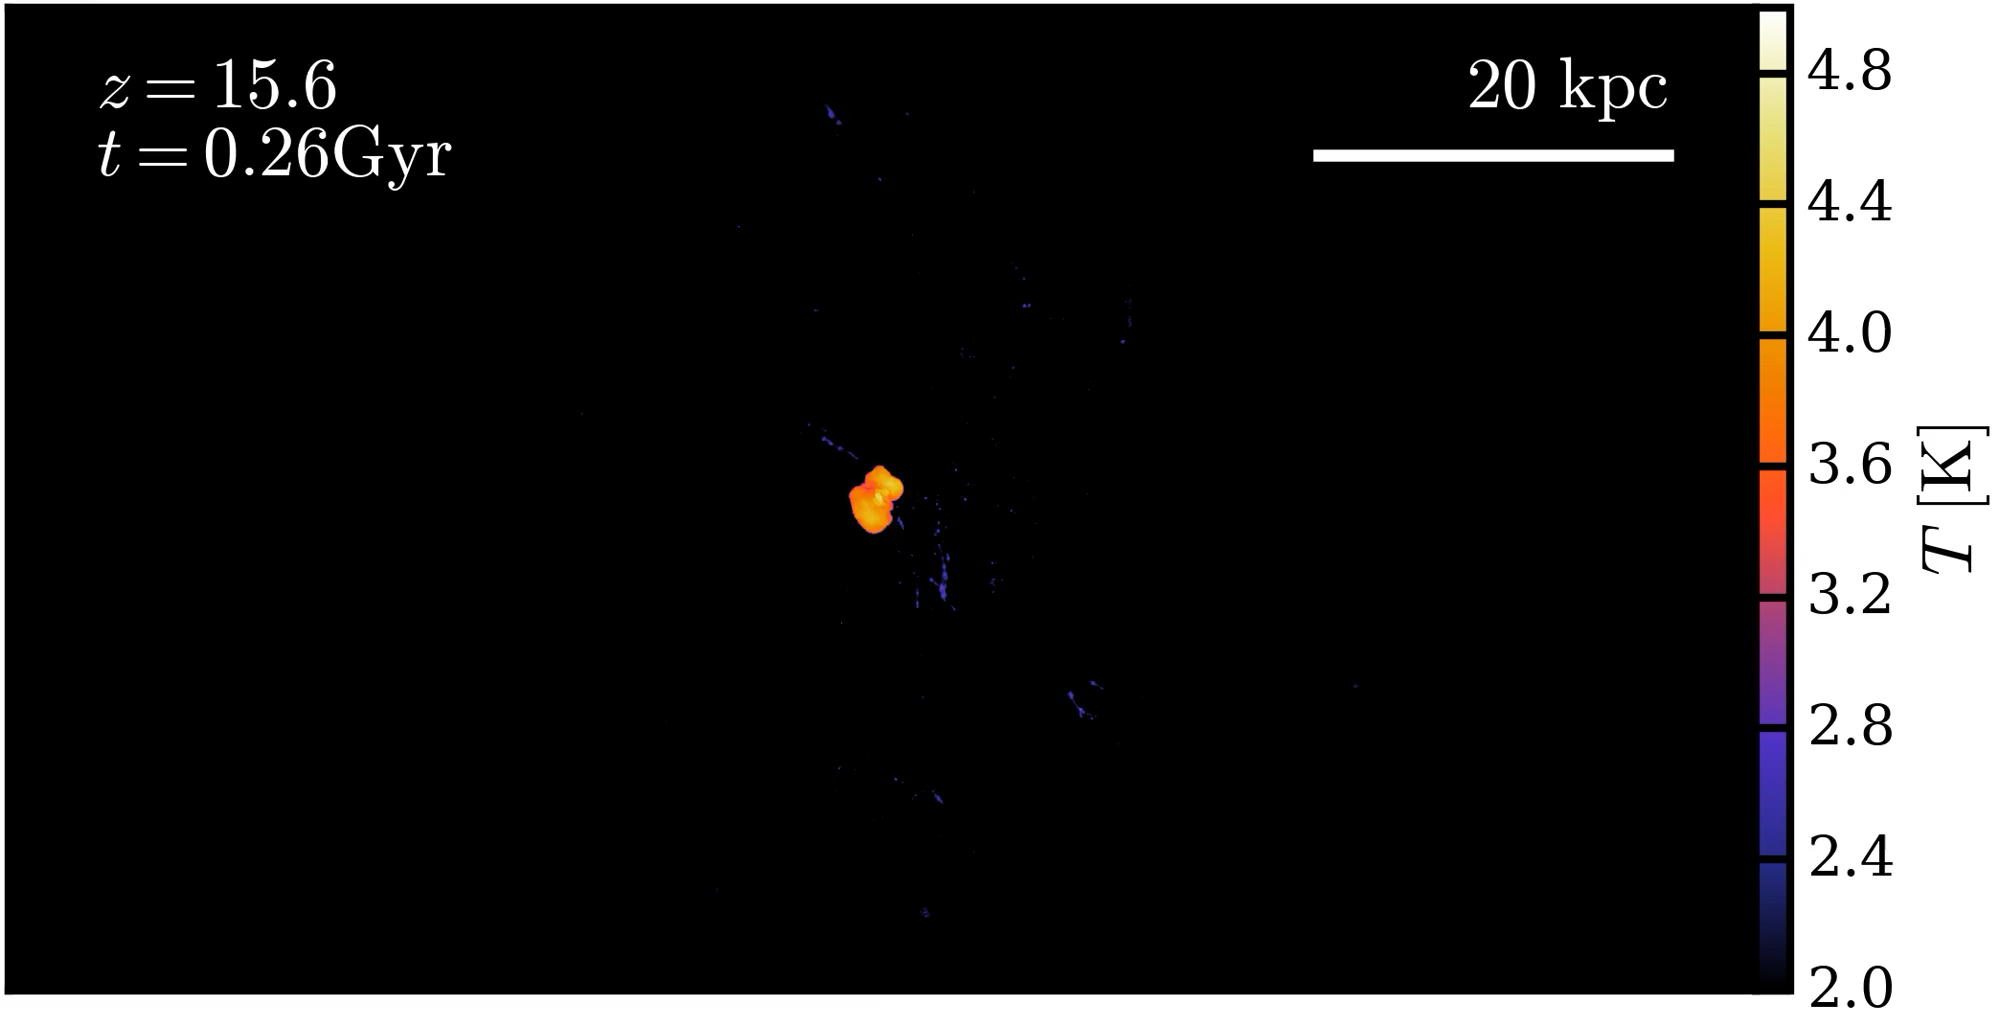 z = 15.6
t = 0.26Gyr
20 kpc
4.8
4.4
4.0
3.6
3.2
2.8
2.4
2.0
T [K]